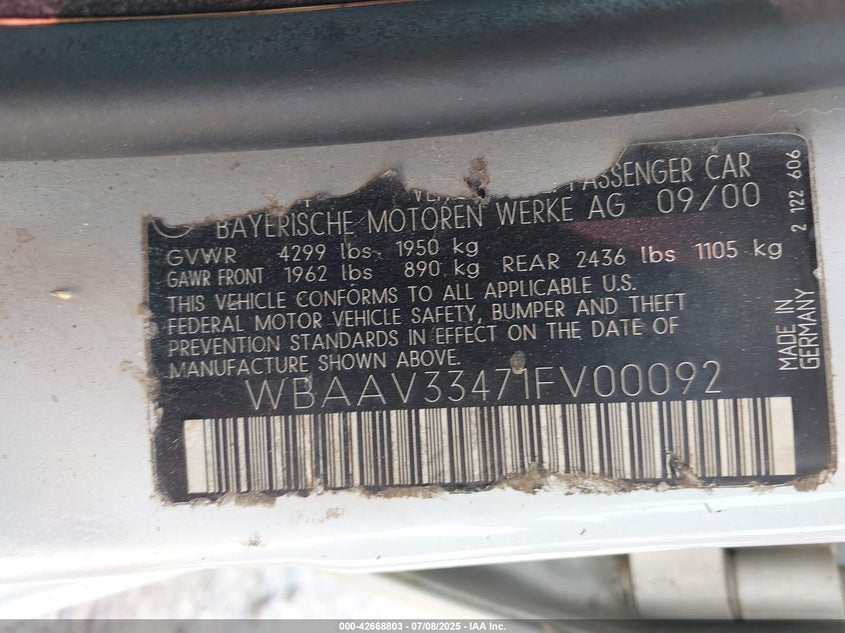 PASSENGER CAR
BAYERISCHE MOTOREN WERKE AG 09/00
GVWR 4299 lbs 1950 kg
GAWR FRONT 1962 lbs 890 kg REAR 2436 lbs 1105 kg
THIS VEHICLE CONFORMS TO ALL APPLICABLE U.S.
FEDERAL MOTOR VEHICLE SAFETY, BUMPER AND THEFT
PREVENTION STANDARDS IN EFFECT ON THE DATE OF
MANUFACTURE SHOWN ABOVE.
WBAAV33471FV00092
2 122 606
MADE IN
GERMANY
000-42668803 / 07/08/2025 - IAA Inc.